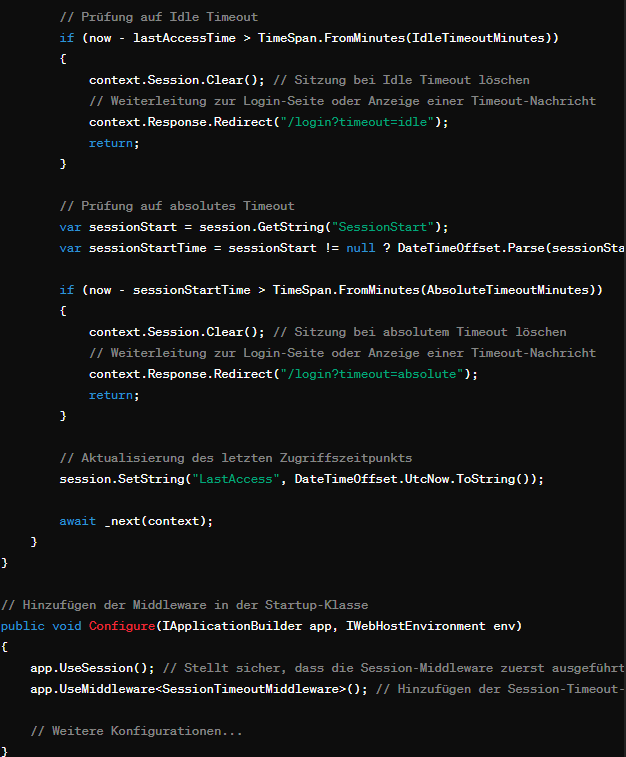 // Prüfung auf Idle Timeout
if (now - lastAccessTime > TimeSpan.FromMinutes(IdleTimeoutMinutes))
{
context.Session.Clear(); // Sitzung bei Idle Timeout löschen
// Weiterleitung zur Login-Seite oder Anzeige einer Timeout-Nachricht
context.Response.Redirect("/login?timeout=idle");
return;
}
// Prüfung auf absolutes Timeout
var sessionStart = session.GetString("SessionStart");
var sessionStartTime = sessionStart != null ? DateTimeOffset.Parse(sessionSta
if (now - sessionStartTime > TimeSpan.FromMinutes(AbsoluteTimeoutMinutes))
{
context.Session.Clear(); // Sitzung bei absolutem Timeout löschen
// Weiterleitung zur Login-Seite oder Anzeige einer Timeout-Nachricht
context.Response.Redirect("/login?timeout=absolute");
return;
}
// Aktualisierung des letzten Zugriffszeitpunkts
session.SetString("LastAccess", DateTimeOffset.UtcNow.ToString());
await _next(context);
}
}
// Hinzufügen der Middleware in der Startup-Klasse
public void Configure(IApplicationBuilder app, IWebHostEnvironment env)
{
app.UseSession(); // Stellt sicher, dass die Session-Middleware zuerst ausgeführt
app.UseMiddleware<SessionTimeoutMiddleware>(); // Hinzufügen der Session-Timeout-
// Weitere Konfigurationen...
}